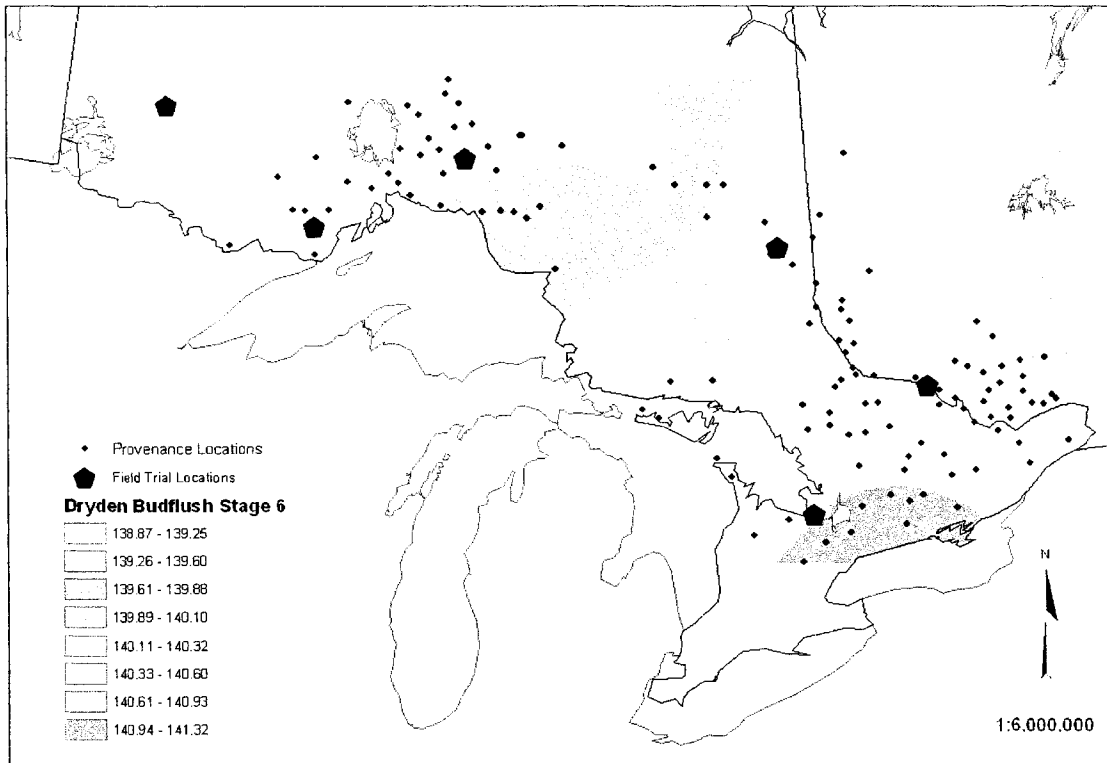 Provenance Locations
Field Trial Locations
Dryden Budflush Stage 6
138.87 - 139.25
139.26 - 139.60
139.61 - 139.88
139.89 - 140.10
140.11 - 140.32
140.33 - 140.60
140.61 - 140.93
140.94 - 141.32
N
1:6,000,000